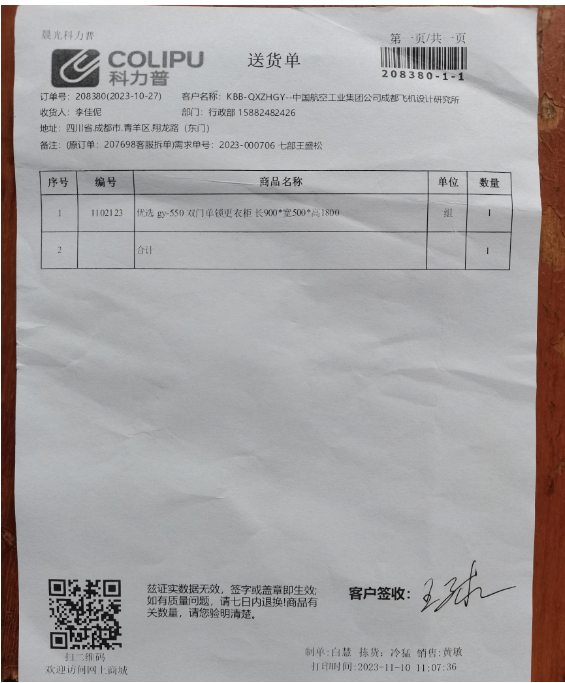 晨光科力普
COLIPU
科力普
送货单
第一页/共一页
208380-1-1
订单号：208380(2023-10-27) 客户名称：KBB-QXZHGY--中国航空工业集团公司成都飞机设计研究所
收货人：李佳妮 部门：行政部 15882482426
地址：四川省,成都市,青羊区,翔龙路（东门）
备注：(原订单：207698客服拆单)需求单号：2023-000706 七部王盛松
序号 编号 商品名称 单位 数量
1 1102123 优选 gy-550 双门单锁更衣柜 长900*宽500*高1800 组 1
2 合计 1
兹证实数据无效，签字或盖章即生效;
如有质量问题，请七日内退换!商品有
关数量，请您验明清楚。
客户签收：
扫二维码
欢迎访问网上商城
制单:白慧 拣货：冷猛 销售:黄敏
打印时间:2023-11-10 11:07:36